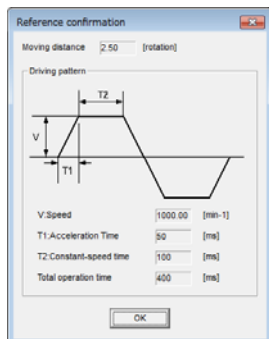 Reference confirmation
Moving distance 2.50 [rotation]
Driving pattern
T2
V
T1
V:Speed 1000.00 [min-1]
T1:Acceleration Time 50 [ms]
T2:Constant-speed time 100 [ms]
Total operation time 400 [ms]
OK